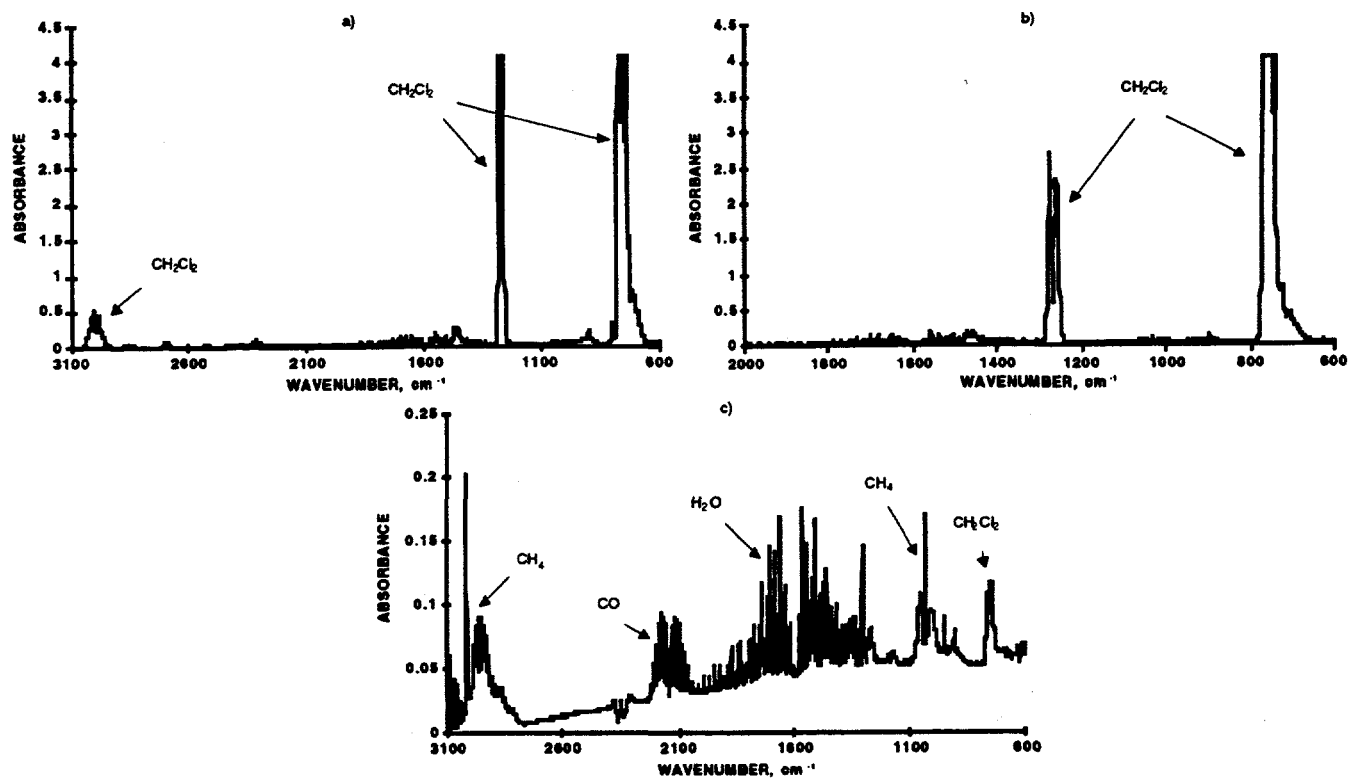 a)
4.5
4
3.5
3
2.5
2
1.5
1
0.5
0
ABSORBANCE
CH2Cl2
CH2Cl2
3100 2600 2100 1600 1100 600
WAVENUMBER, cm⁻¹
b)
4.5
4
3.5
3
2.5
2
1.5
1
0.5
0
ABSORBANCE
CH2Cl2
2000 1800 1600 1400 1200 1000 800 600
WAVENUMBER, cm⁻¹
c)
0.25
0.2
0.15
0.1
0.05
0
ABSORBANCE
CH4
CO
H2O
CH4
CH2Cl2
3100 2600 2100 1600 1100 600
WAVENUMBER, cm⁻¹